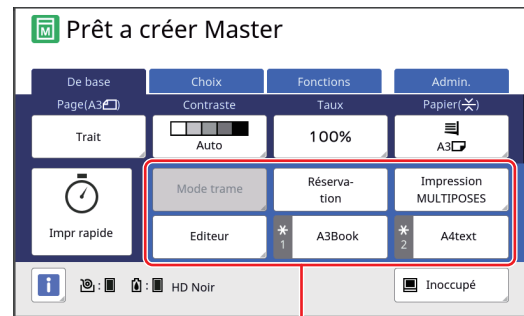 M
Prêt a créer Master
De base
Choix
Fonctions
Admin.
Page(A3)
Contraste
Taux
Papier()
Trait
Auto
100%
A3
Impr rapide
Mode trame
Réserva-
tion
Impression
MULTIPOSES
Editeur
1
A3Book
2
A4text
i
: : HD Noir
Inoccupé